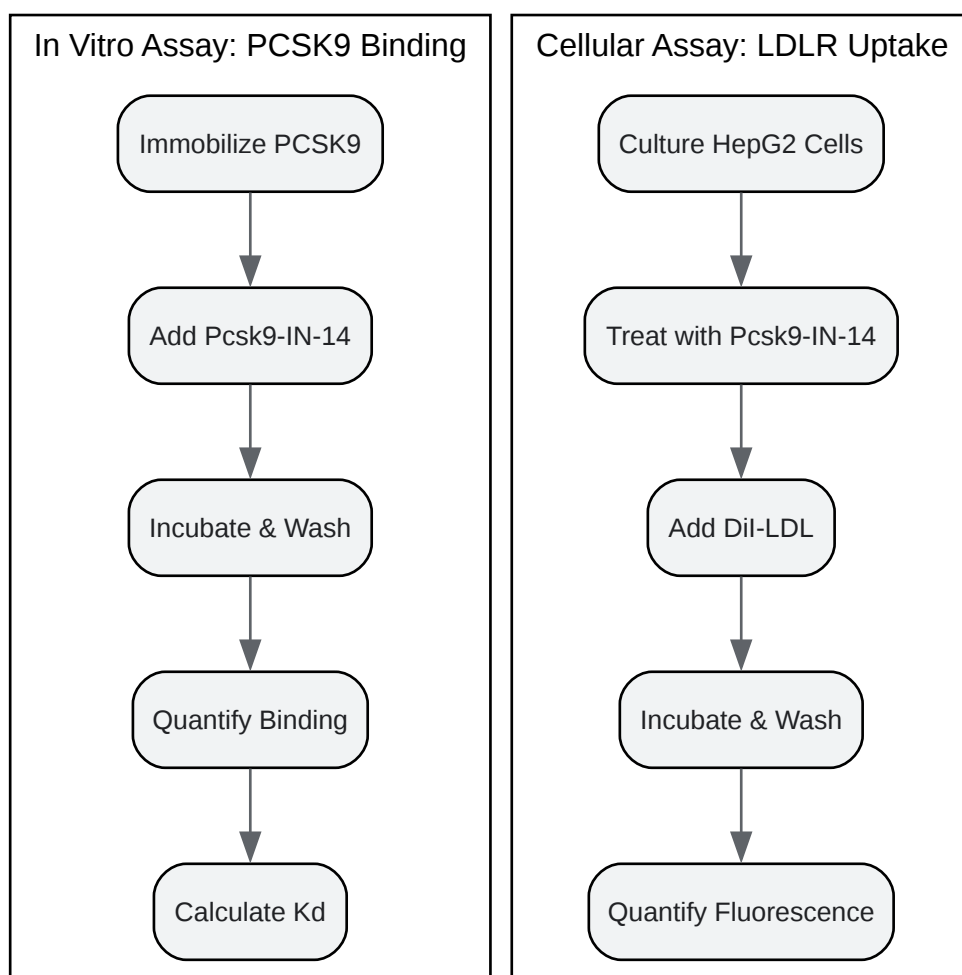 In Vitro Assay: PCSK9 Binding
Immobilize PCSK9
Add Pcsk9-IN-14
Incubate & Wash
Quantify Binding
Calculate Kd
Cellular Assay: LDLR Uptake
Culture HepG2 Cells
Treat with Pcsk9-IN-14
Add DiI-LDL
Incubate & Wash
Quantify Fluorescence